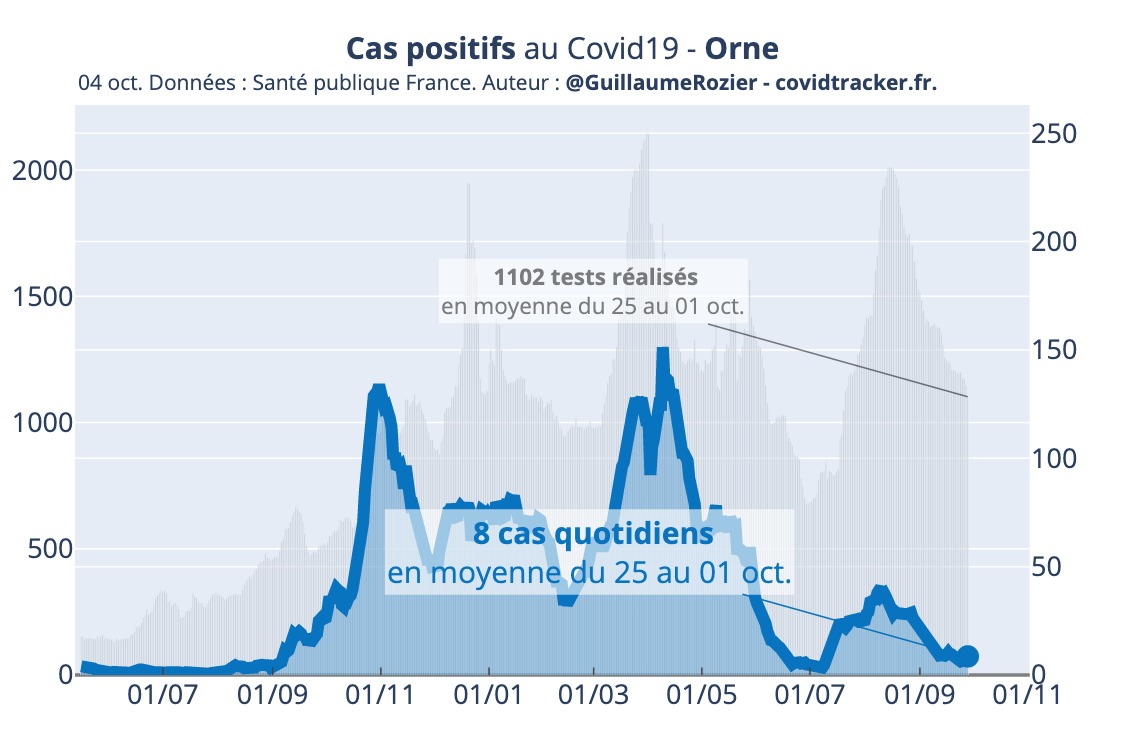 Cas positifs au Covid19 - Orne
04 oct. Données : Santé publique France. Auteur : @GuillaumeRozier - covidtracker.fr.
250
2000
200
1102 tests réalisés
en moyenne du 25 au 01 oct.
1500
150
1000
100
8 cas quotidiens
500
50
en moyenne du 25 au 01 oct.
0
0
01/07 01/09 01/11 01/01 01/03 01/05 01/07 01/09 01/11